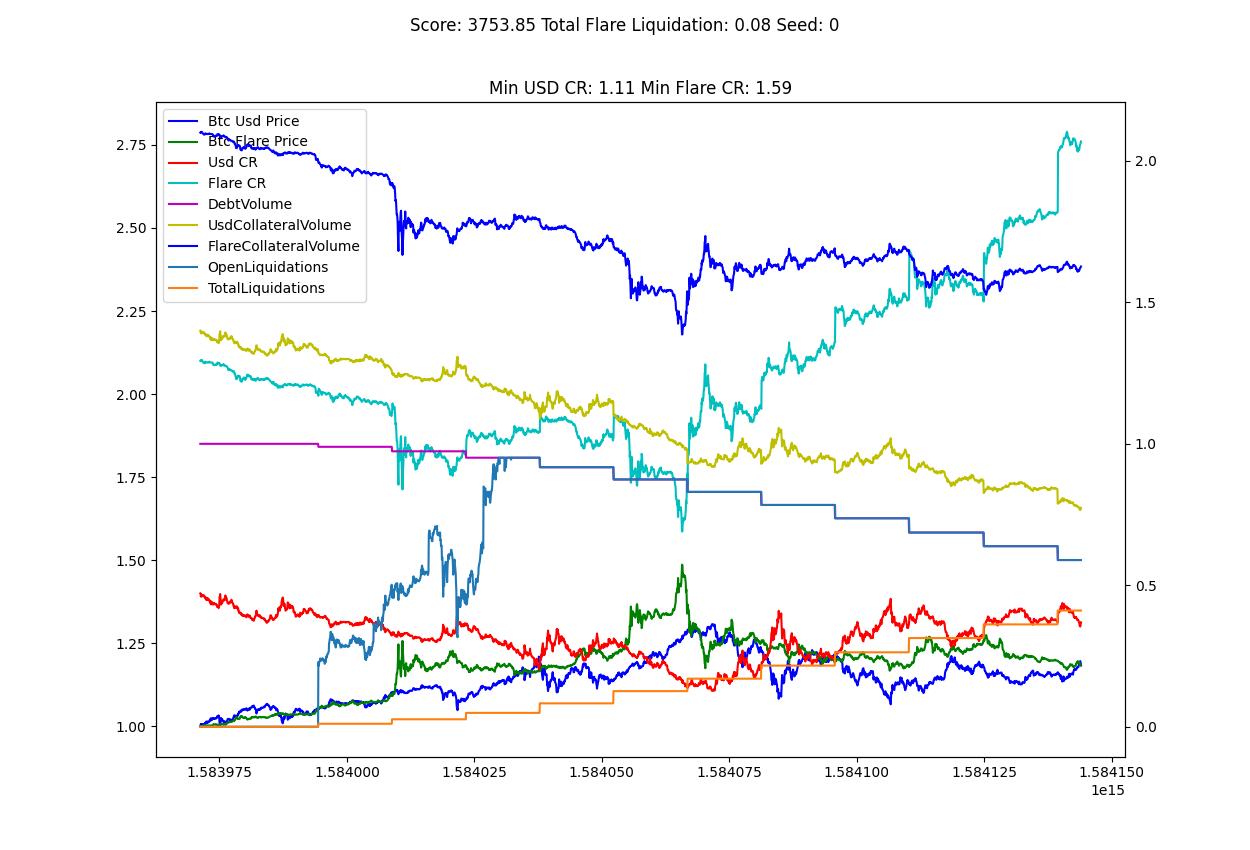 Score: 3753.85 Total Flare Liquidation: 0.08 Seed: 0
Min USD CR: 1.11 Min Flare CR: 1.59
Btc Usd Price
Btc Flare Price
Usd CR
Flare CR
DebtVolume
UsdCollateralVolume
FlareCollateralVolume
OpenLiquidations
TotalLiquidations
2.75
2.50
2.25
2.00
1.75
1.50
1.25
1.00
2.0
1.5
1.0
0.5
0.0
1.583975 1.584000 1.584025 1.584050 1.584075 1.584100 1.584125 1.584150
1e15